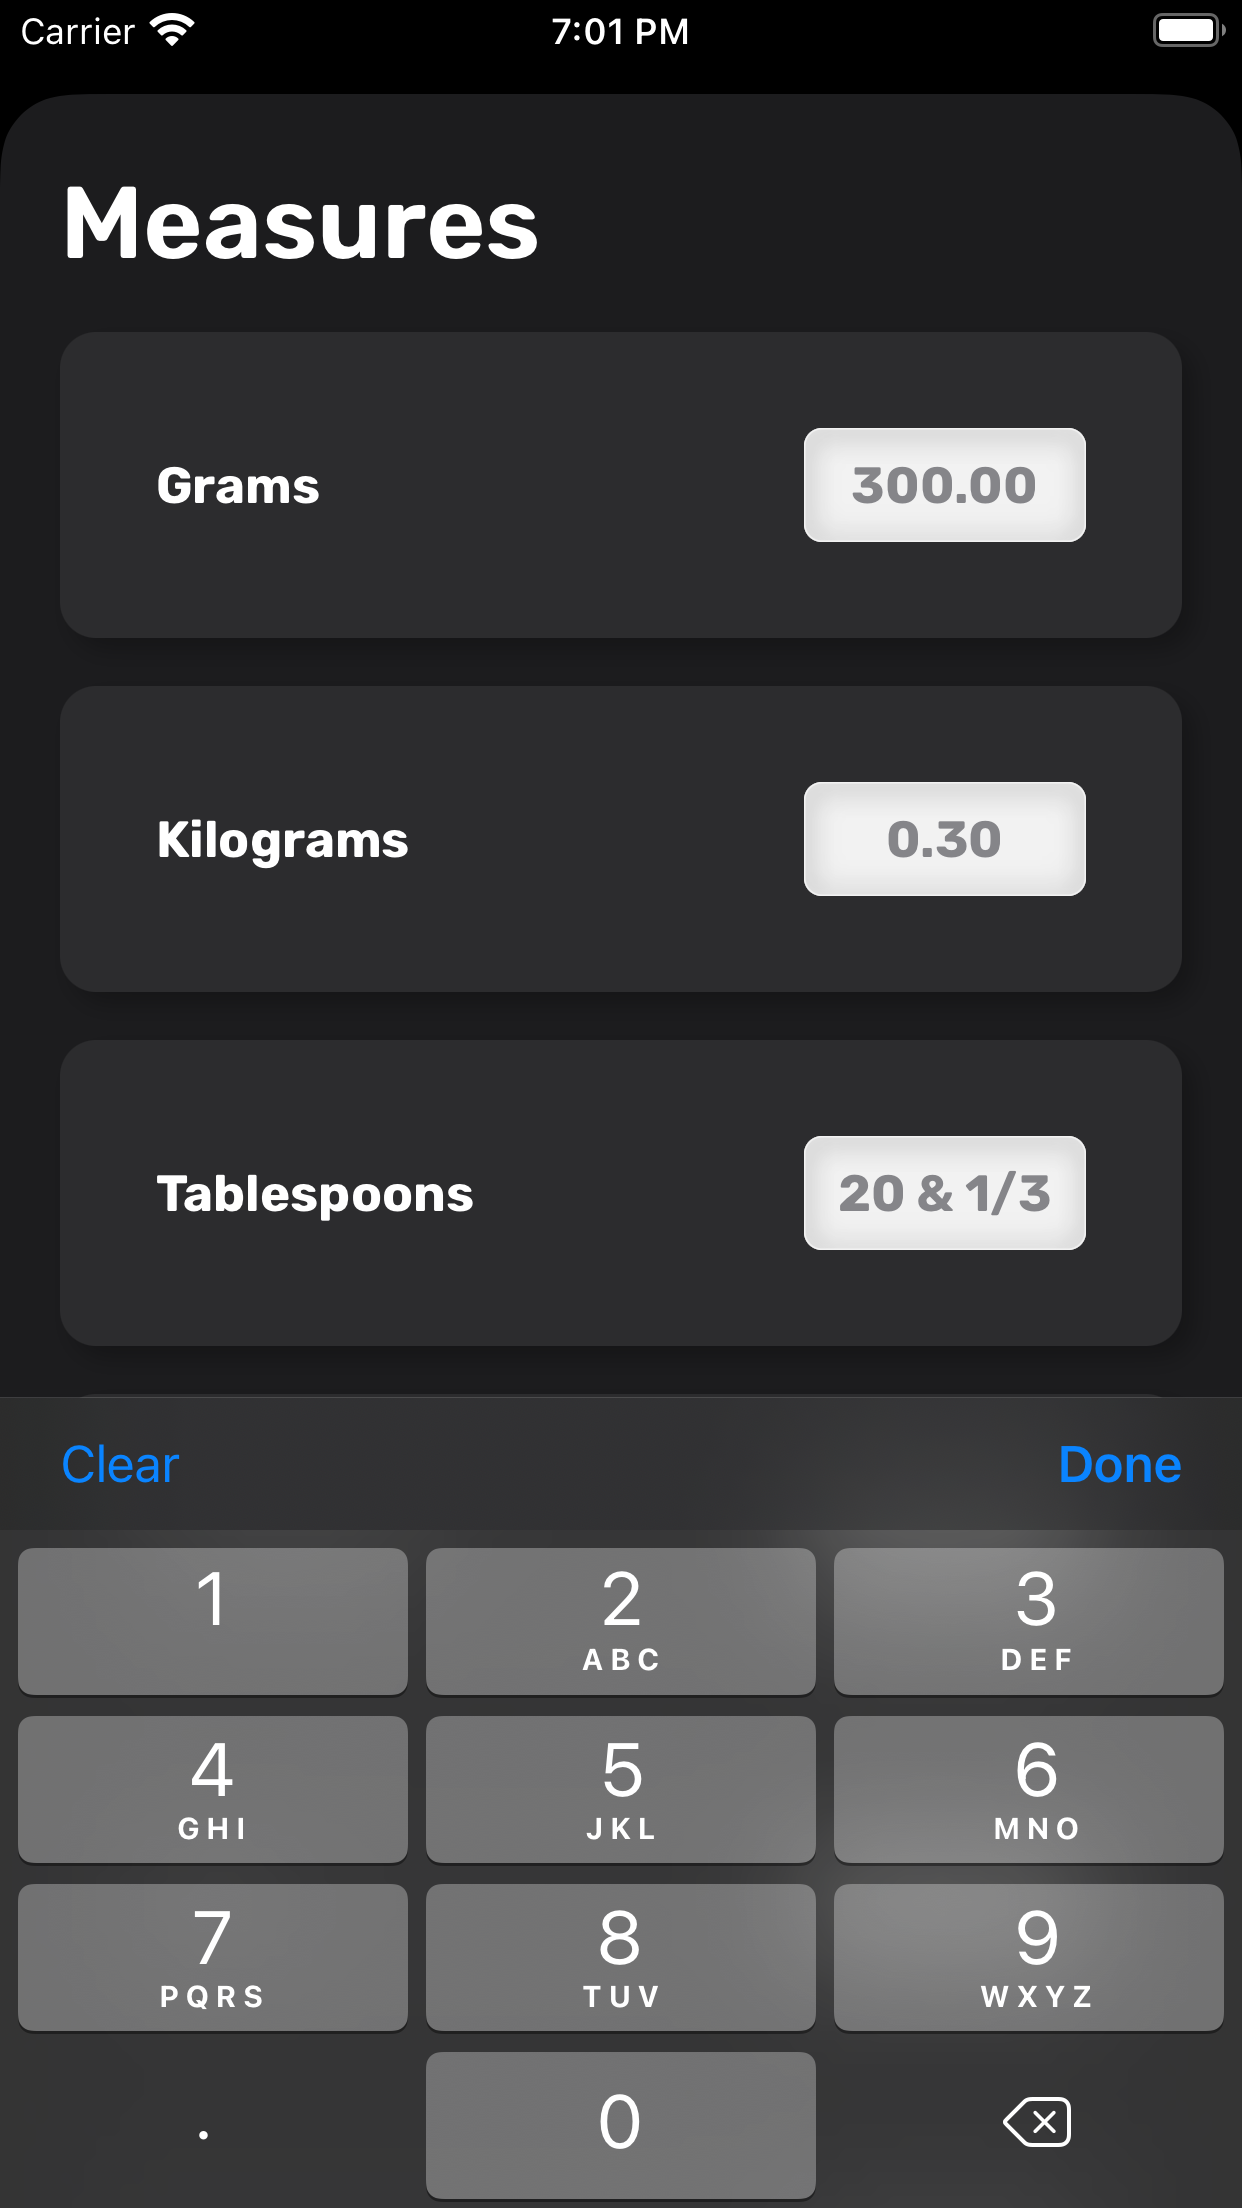 Carrier 7:01 PM
Measures
Grams 300.00
Kilograms 0.30
Tablespoons 20 & 1/3
Clear Done
1 2 3
ABC DEF
4 5 6
GHI JKL MNO
7 8 9
PQRS TUV WXYZ
. 0